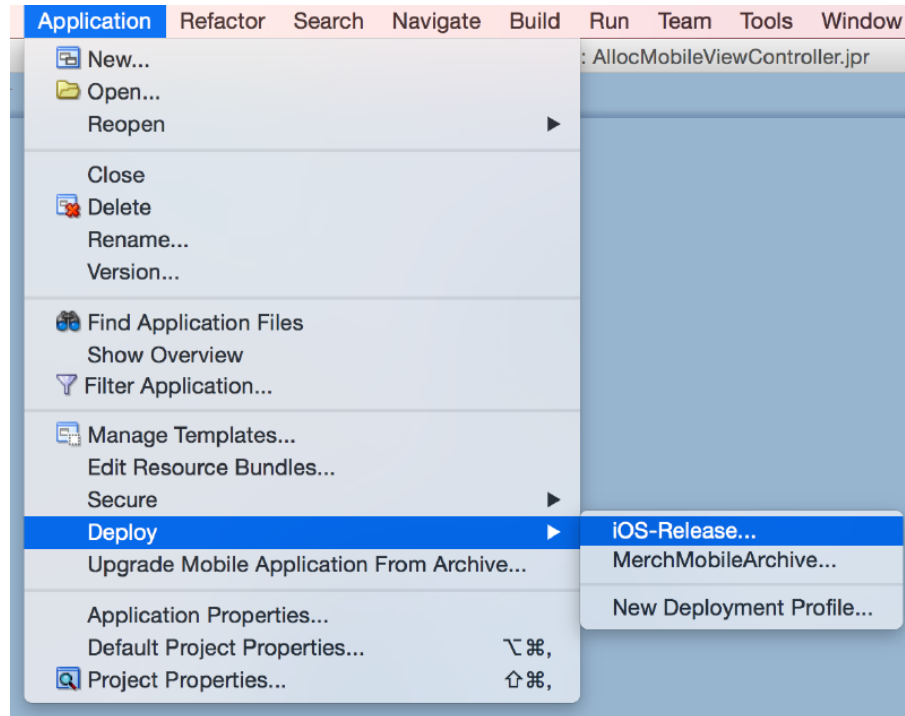 Application Refactor Search Navigate Build Run Team Tools Window
: AllocMobileViewController.jpr
New...
Open...
Reopen ▶
Close
Delete
Rename...
Version...
Find Application Files
Show Overview
Filter Application...
Manage Templates...
Edit Resource Bundles...
Secure ▶
Deploy ▶
iOS-Release...
MerchMobileArchive...
New Deployment Profile...
Upgrade Mobile Application From Archive...
Application Properties...
Default Project Properties... ⌥⌘,
Project Properties... ⇧⌘,